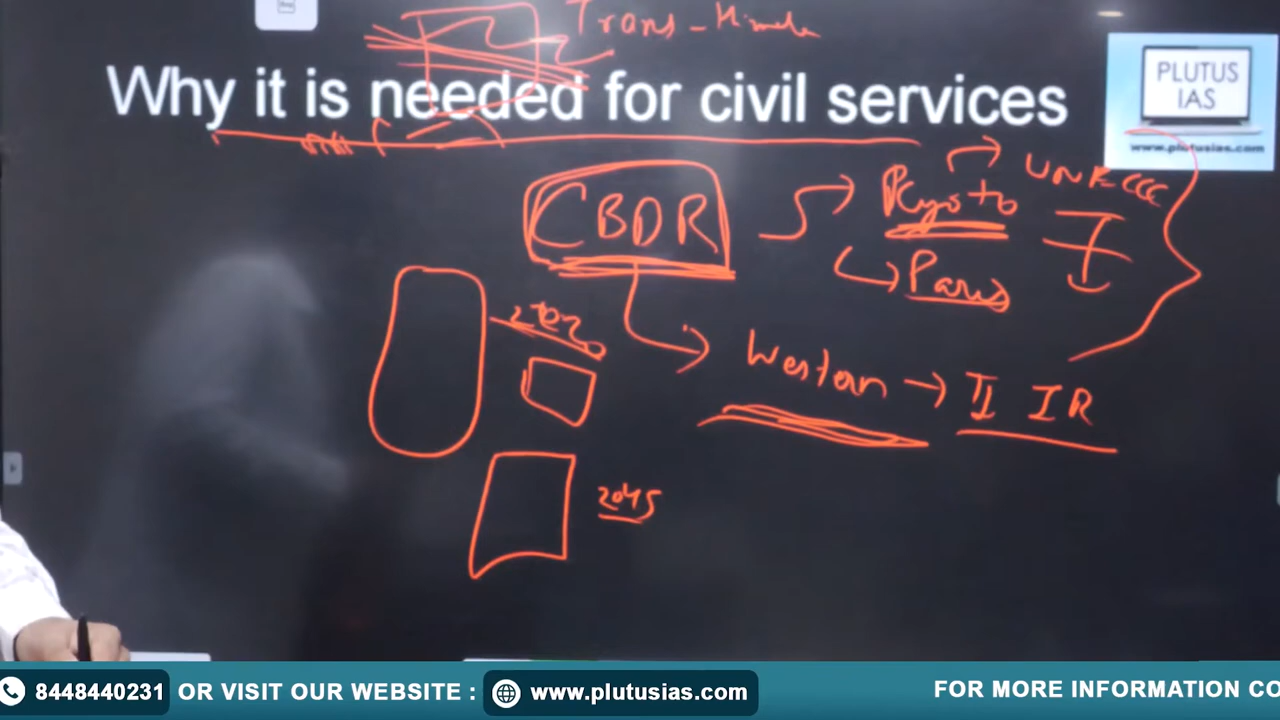 Trans-Himala
Why it is needed for civil services
PLUTUS
IAS
www.plutusias.com
CBDR
Kyoto
UNFCCC
Paris
Western → II IR
2045
8448440231 OR VISIT OUR WEBSITE : www.plutusias.com
FOR MORE INFORMATION CO